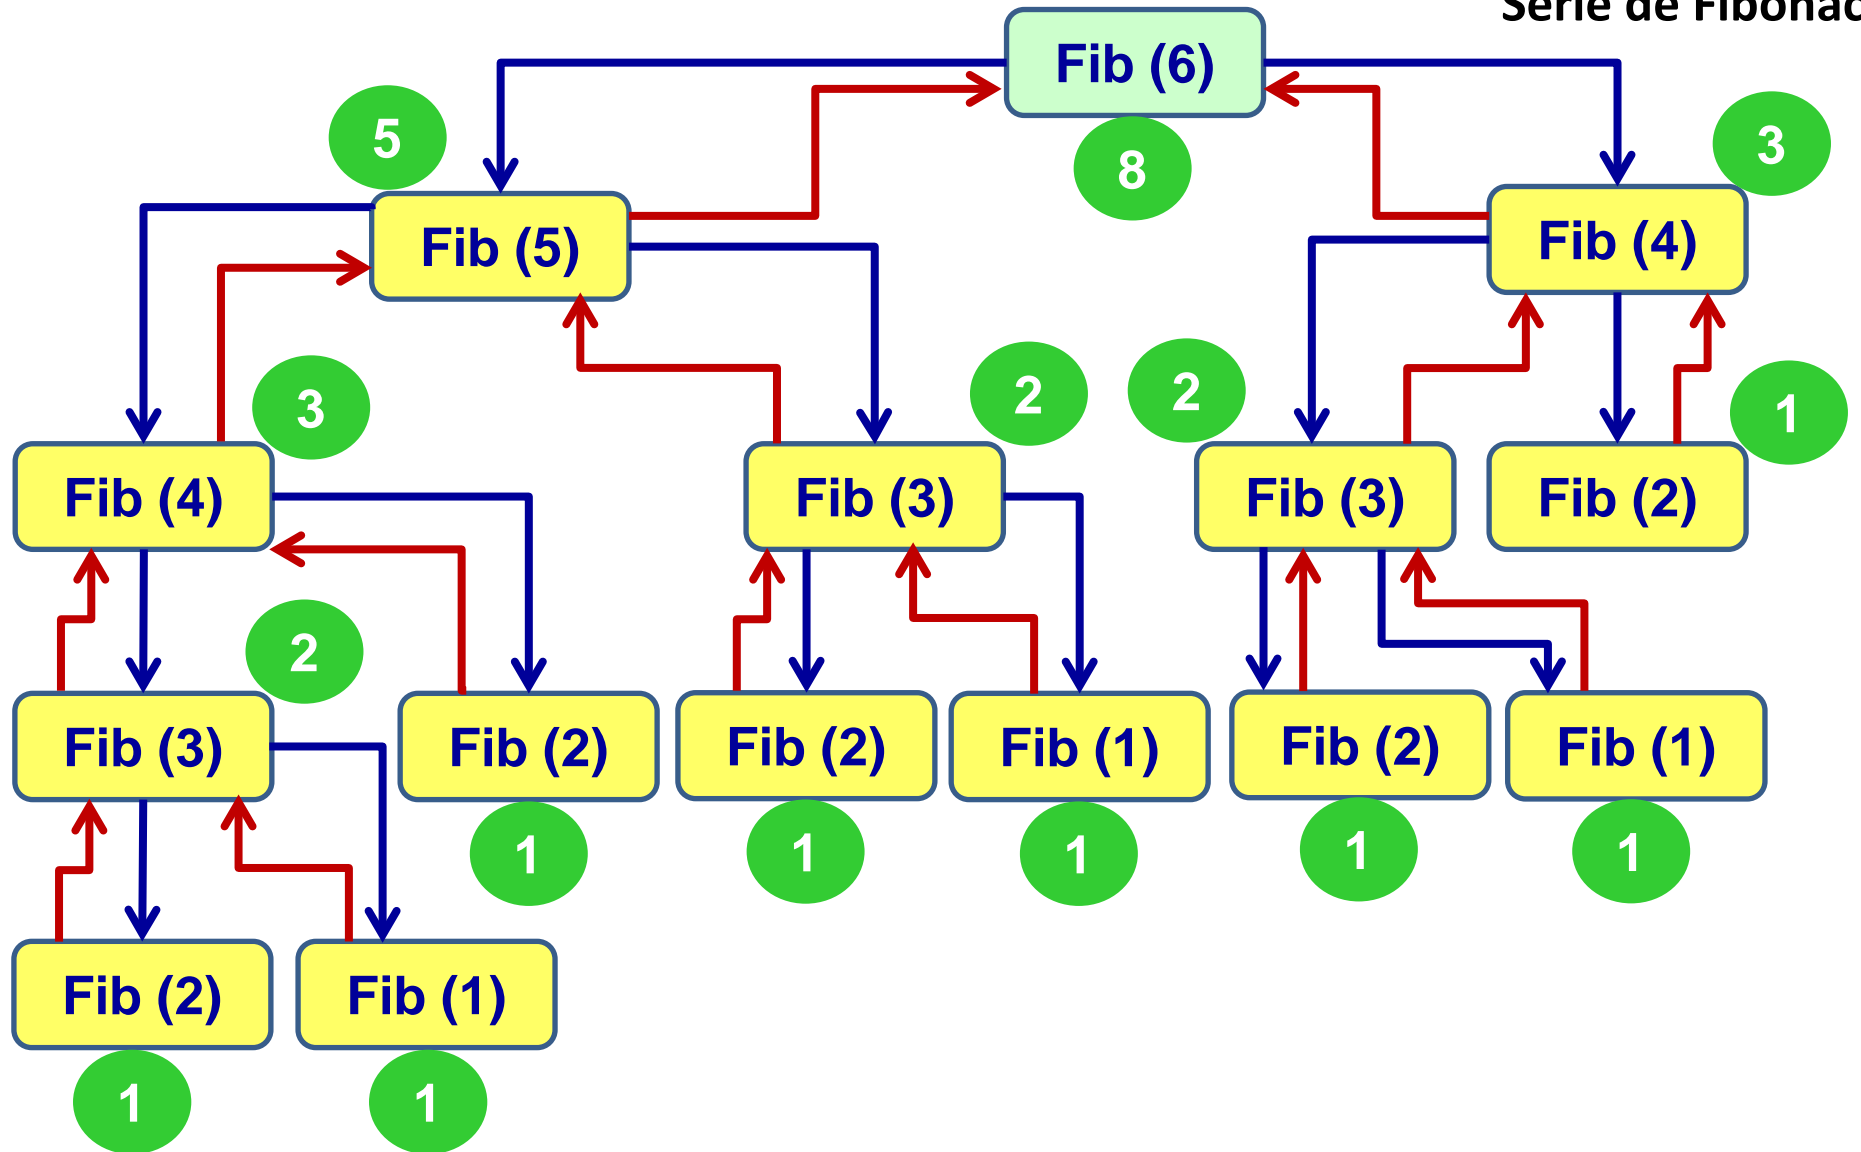 Serie de Fibonac
Fib (6)
5
8
3
Fib (5)
Fib (4)
3
2
2
1
Fib (4)
Fib (3)
Fib (3)
Fib (2)
2
Fib (3)
Fib (2)
Fib (2)
Fib (1)
Fib (2)
Fib (1)
1
1
1
1
1
Fib (2)
Fib (1)
1
1